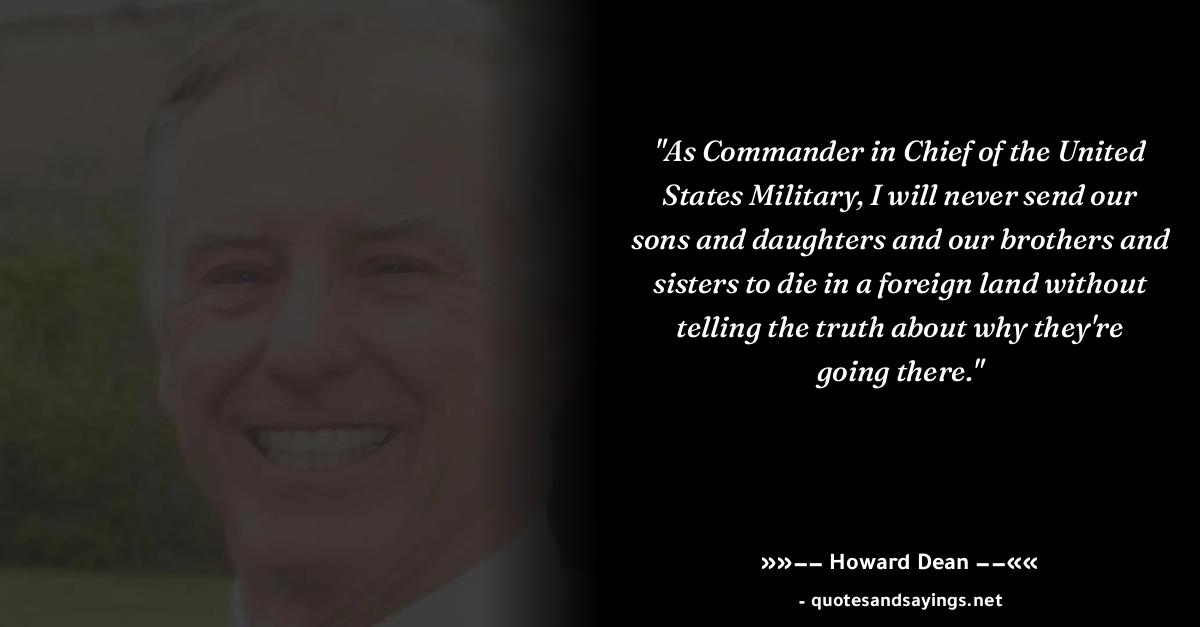 "As Commander in Chief of the United
States Military, I will never send our
sons and daughters and our brothers and
sisters to die in a foreign land without
telling the truth about why they're
going there."
»»−− Howard Dean −−««
- quotesandsayings.net